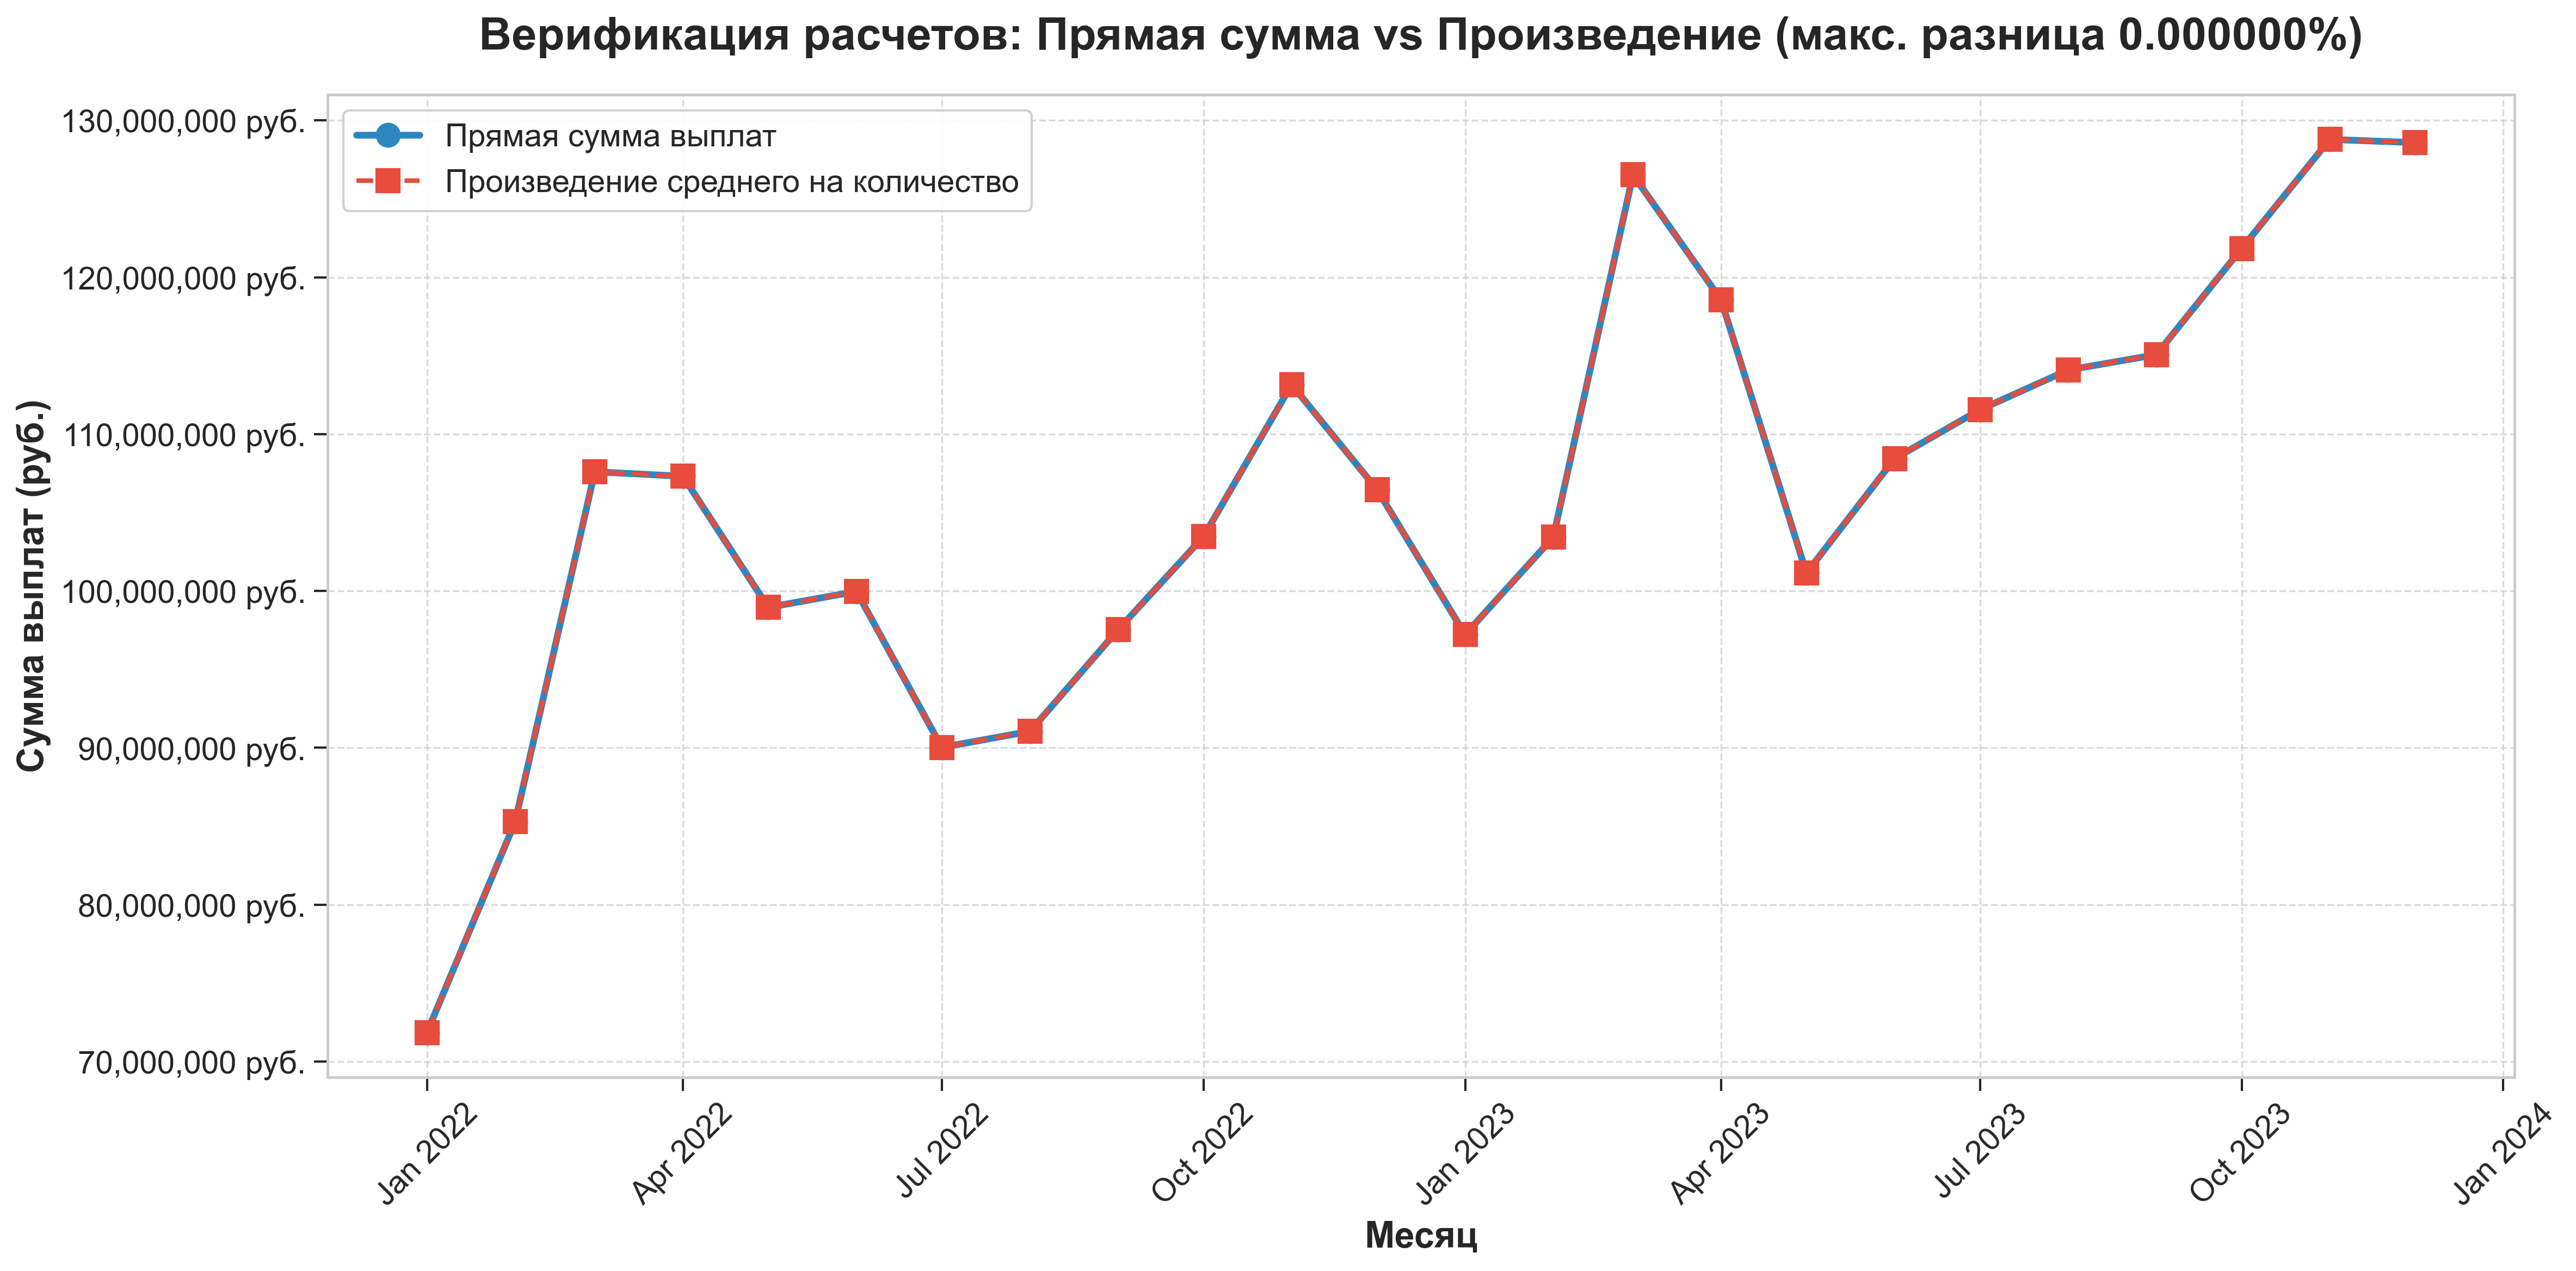 Верификация расчетов: Прямая сумма vs Произведение (макс. разница 0.000000%)
Прямая сумма выплат
Произведение среднего на количество
130,000,000 руб.
120,000,000 руб.
110,000,000 руб.
100,000,000 руб.
90,000,000 руб.
80,000,000 руб.
70,000,000 руб.
Сумма выплат (руб.)
Jan 2022
Apr 2022
Jul 2022
Oct 2022
Jan 2023
Apr 2023
Jul 2023
Oct 2023
Jan 2024
Месяц